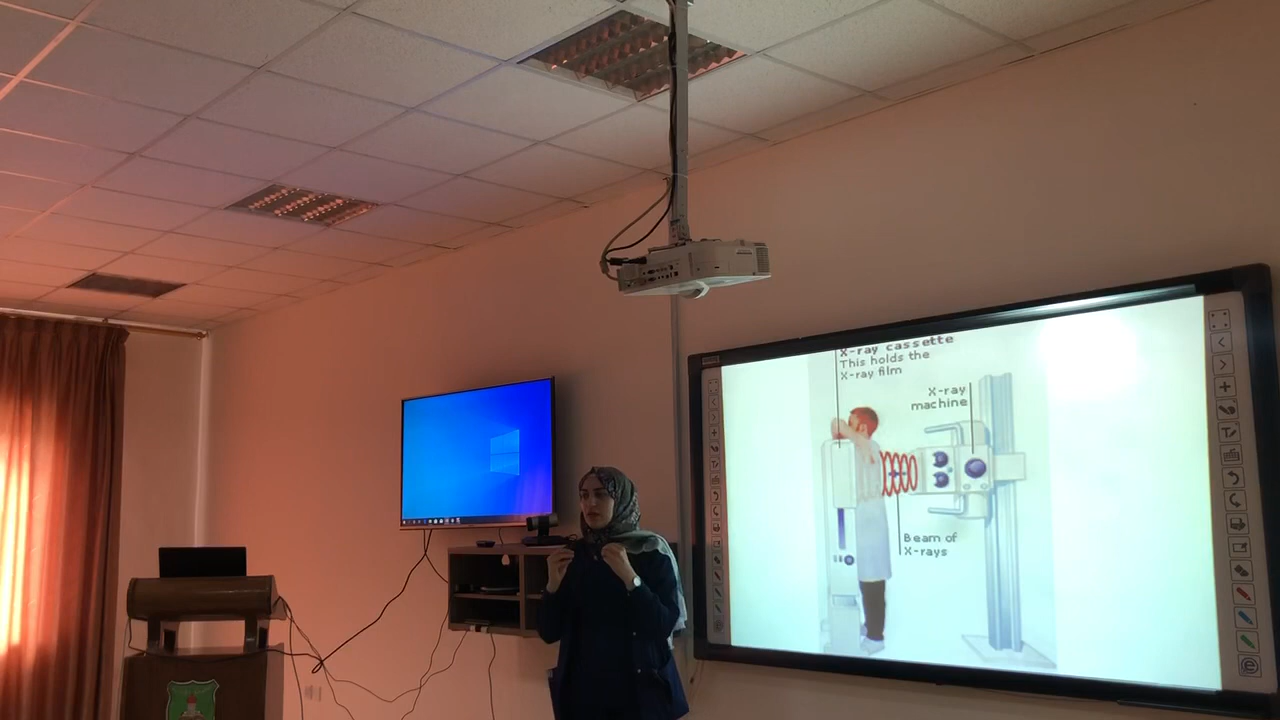 X-ray cassette
This holds the
X-ray film
X-ray
machine
Beam of
X-rays